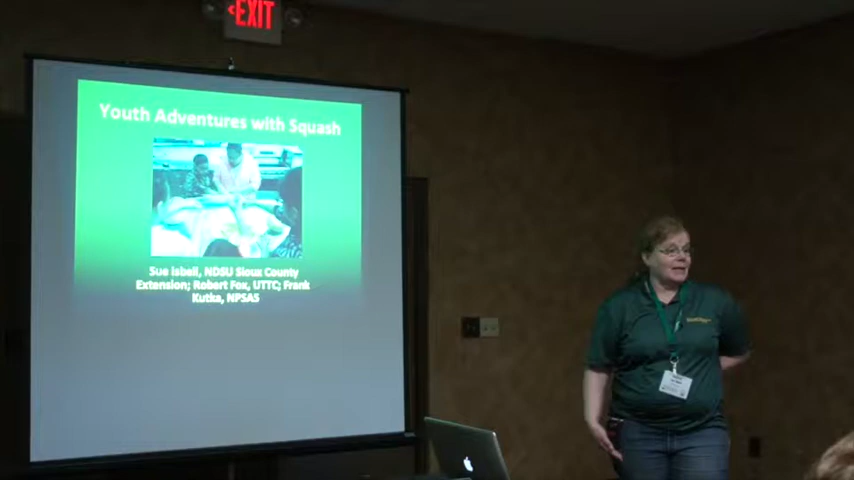 EXIT
Youth Adventures with Squash
Sue Isbell, NDSU Sioux County
Extension; Robert Fox, UTTC; Frank
Kutka, NPSAS